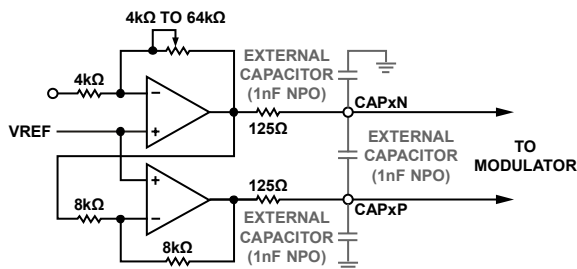 4kΩ TO 64kΩ
4kΩ
VREF
−
+
EXTERNAL
CAPACITOR
(1nF NPO)
CAPxN
125Ω
EXTERNAL
CAPACITOR
(1nF NPO)
TO
MODULATOR
+
−
8kΩ
8kΩ
125Ω
CAPxP
EXTERNAL
CAPACITOR
(1nF NPO)